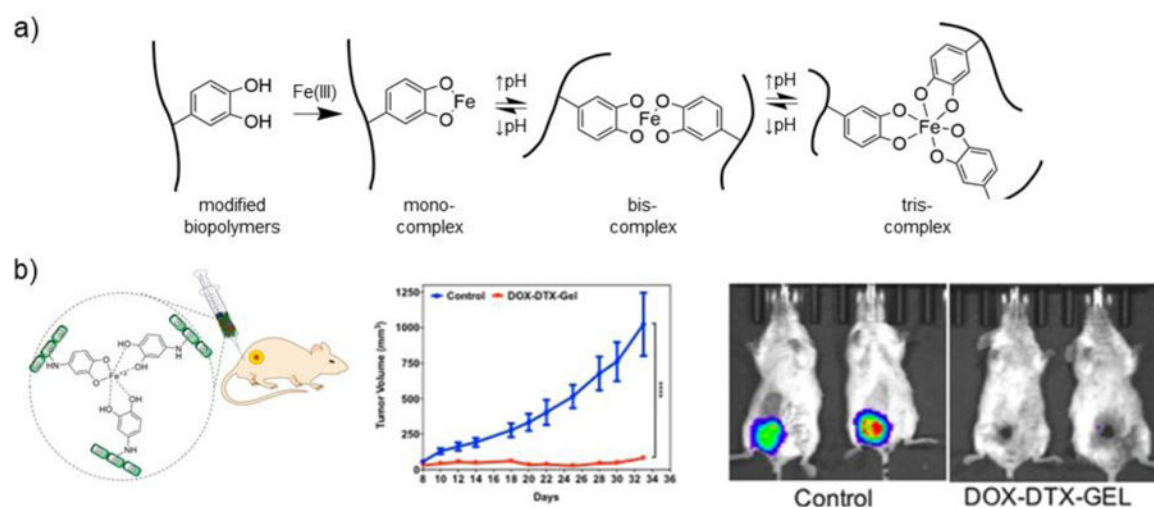 a)
OH
OH
Fe(III)
O
O
Fe
↑pH
↓pH
O
O
Fe
O
O
↑pH
↓pH
O
O
O
O
Fe
O
O
modified
biopolymers
mono-
complex
bis-
complex
tris-
complex
b)
HO
HO
NH
O
O
HN
Fe
OH
HO
OH
NH
Control
DOX-DTX-Gel
Tumor Volume (mm³)
1250
1000
750
500
250
0
8 10 12 14 16 18 20 22 24 26 28 30 32 34 36
Days
****
Control
DOX-DTX-GEL